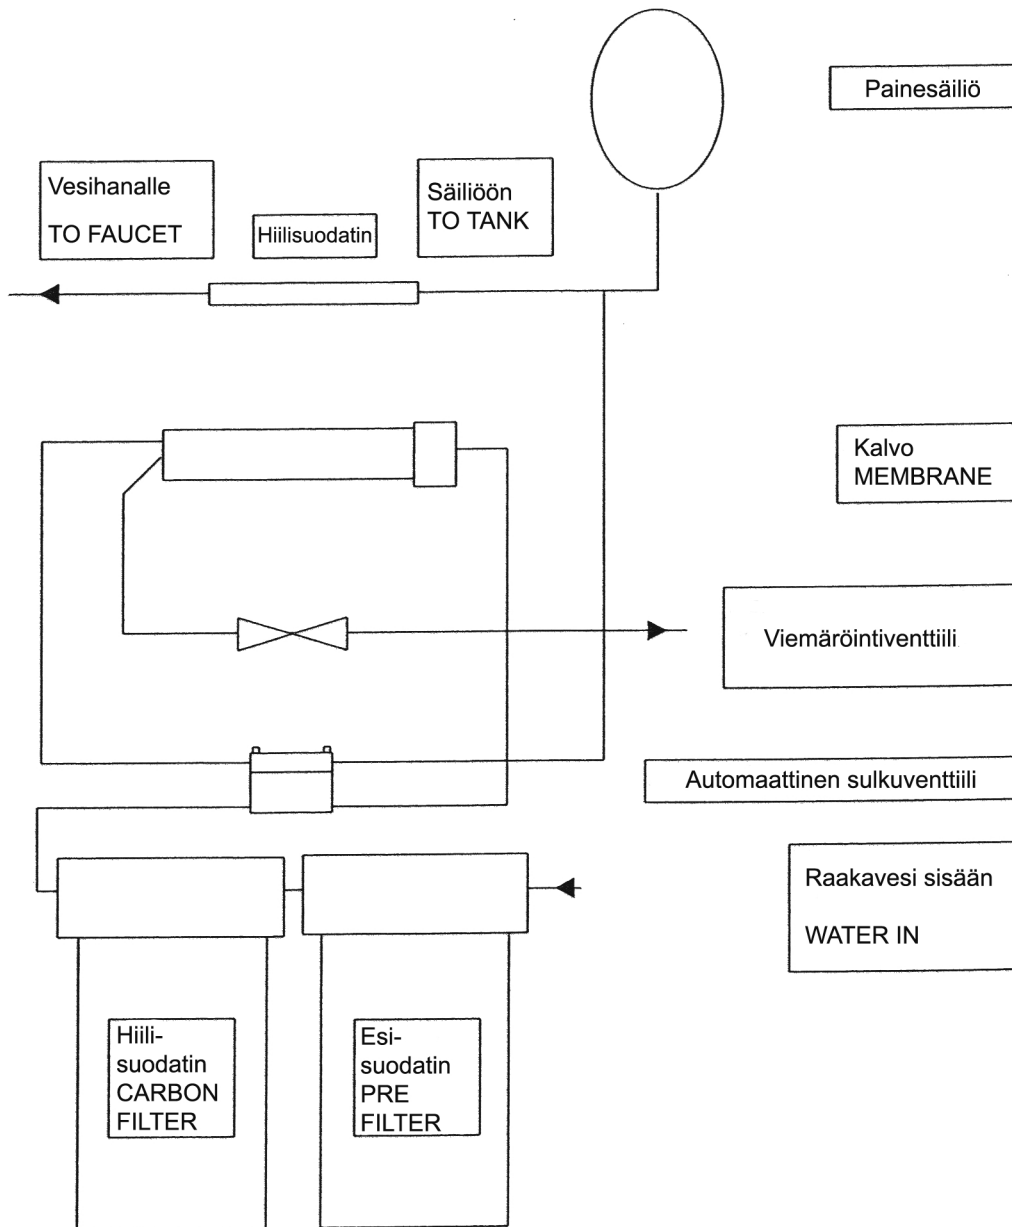 Painesäiliö
Vesihanalle
TO FAUCET
Hiilisuodatin
Säiliöön
TO TANK
Kalvo
MEMBRANE
Viemäröintiventtiili
Automaattinen sulkuventtiili
Raakavesi sisään
WATER IN
Hiili-
suodatin
CARBON
FILTER
Esi-
suodatin
PRE
FILTER